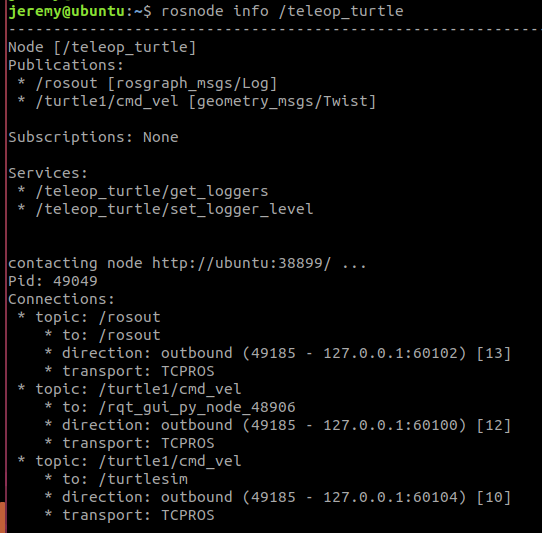 jeremy@ubuntu:~$ rosnode info /teleop_turtle
--------------------------------------------------------------------------------
Node [/teleop_turtle]
Publications:
 * /rosout [rosgraph_msgs/Log]
 * /turtle1/cmd_vel [geometry_msgs/Twist]

Subscriptions: None

Services:
 * /teleop_turtle/get_loggers
 * /teleop_turtle/set_logger_level


contacting node http://ubuntu:38899/ ...
Pid: 49049
Connections:
 * topic: /rosout
    * to: /rosout
    * direction: outbound (49185 - 127.0.0.1:60102) [13]
    * transport: TCPROS
 * topic: /turtle1/cmd_vel
    * to: /rqt_gui_py_node_48906
    * direction: outbound (49185 - 127.0.0.1:60100) [12]
    * transport: TCPROS
 * topic: /turtle1/cmd_vel
    * to: /turtlesim
    * direction: outbound (49185 - 127.0.0.1:60104) [10]
    * transport: TCPROS